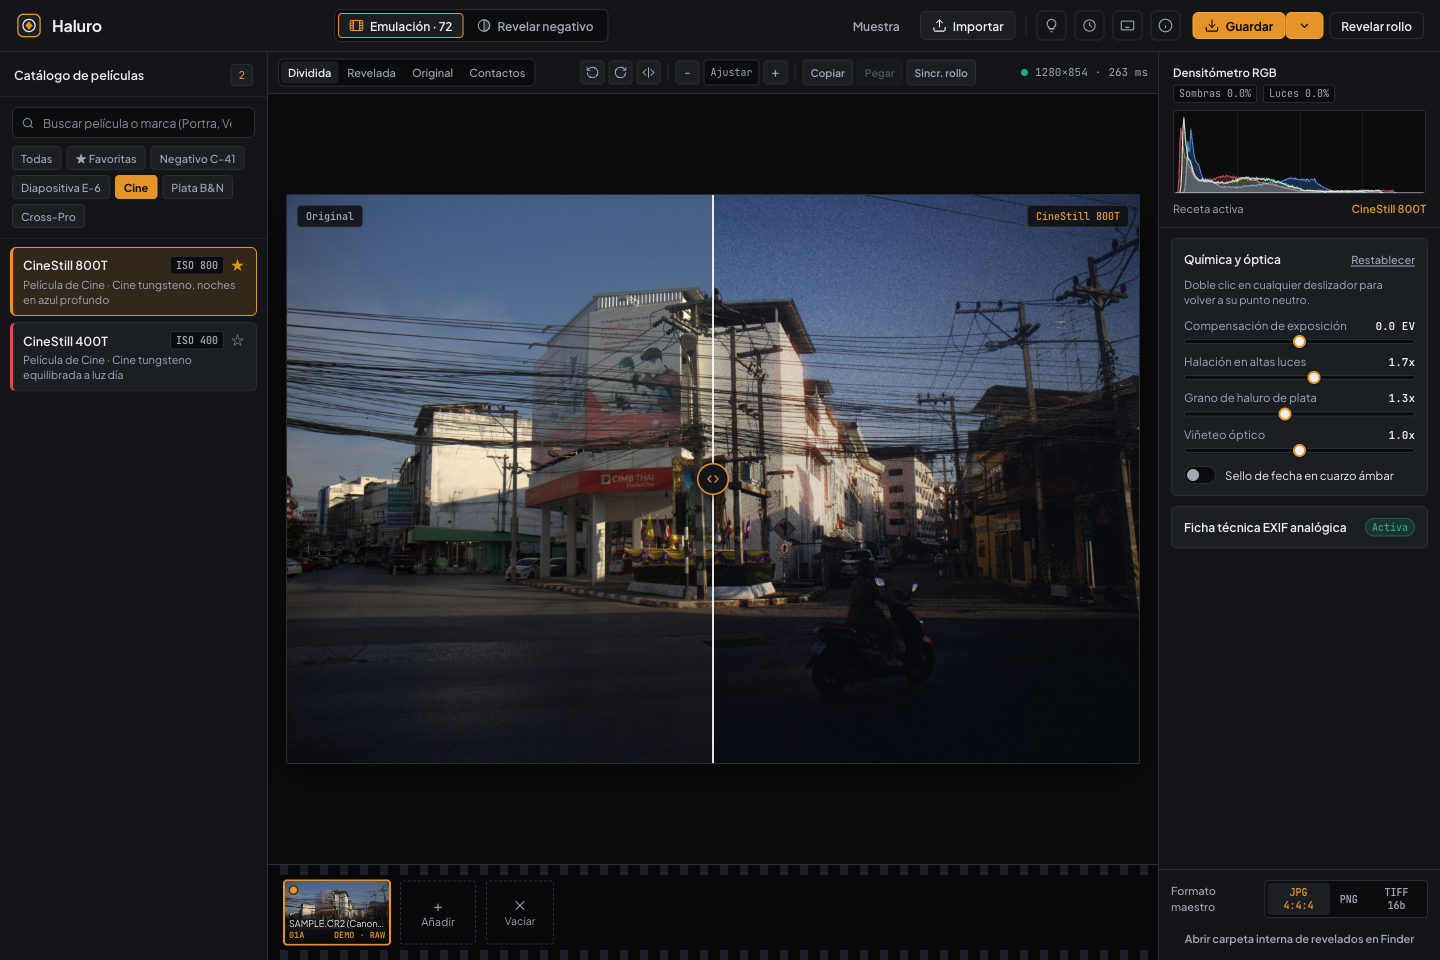 Haluro
Emulación · 72
Revelar negativo
Muestra
Importar
Guardar
Revelar rollo
Catálogo de películas
2
Buscar película o marca (Portra, Ve
Todas
Favoritas
Negativo C-41
Diapositiva E-6
Cine
Plata B&N
Cross-Pro
CineStill 800T
ISO 800
Película de Cine · Cine tungsteno, noches
en azul profundo
CineStill 400T
ISO 400
Película de Cine · Cine tungsteno
equilibrada a luz día
Dividida
Revelada
Original
Contactos
-
Ajustar
+
Copiar
Pegar
Sincr. rollo
1280×854 · 263 ms
Original
CineStill 800T
CIMB THAI
SAMPLE.CR2 (Canon…
01A
DEMO · RAW
+
Añadir
Vaciar
Densitómetro RGB
Sombras 0.0%
Luces 0.0%
Receta activa
CineStill 800T
Química y óptica
Restablecer
Doble clic en cualquier deslizador para
volver a su punto neutro.
Compensación de exposición
0.0 EV
Halación en altas luces
1.7x
Grano de haluro de plata
1.3x
Viñeteo óptico
1.0x
Sello de fecha en cuarzo ámbar
Ficha técnica EXIF analógica
Activa
Formato
maestro
JPG
4:4:4
PNG
TIFF
16b
Abrir carpeta interna de revelados en Finder